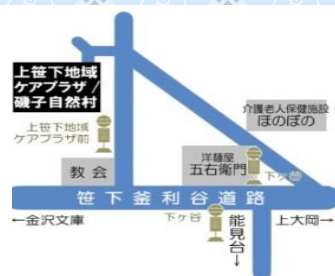 上笹下地域
ケアプラザ/
磯子自然村
上笹下地域
ケアプラザ前
教会
介護老人保健施設
ほのぼの
洋麺屋
五右衛門
下ヶ谷
笹下釜利谷道路
←金沢文庫
下ヶ谷
能見台→
上大岡→